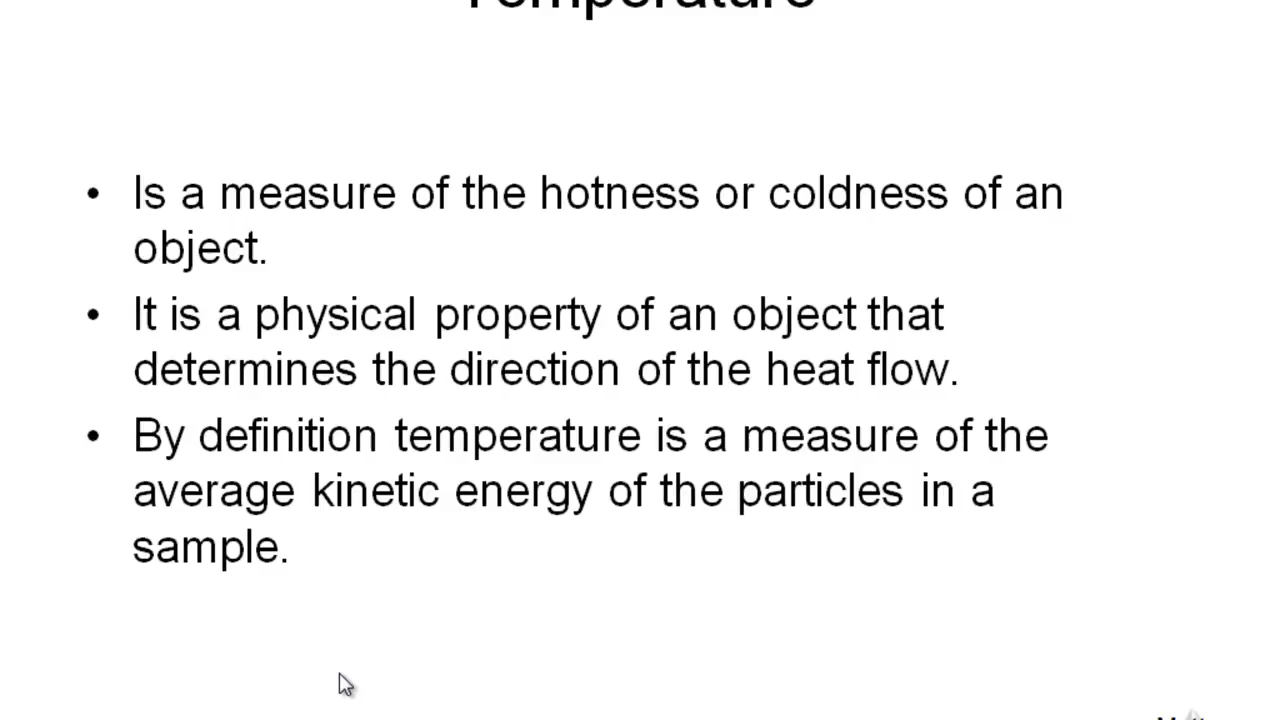 Temperature
• Is a measure of the hotness or coldness of an
object.
• It is a physical property of an object that
determines the direction of the heat flow.
• By definition temperature is a measure of the
average kinetic energy of the particles in a
sample.